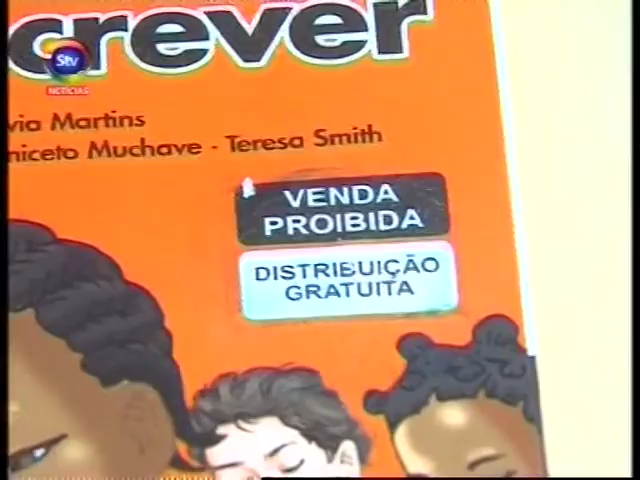 crever
Stv
NOTÍCIAS
via Martins
niceto Muchave - Teresa Smith
VENDA
PROIBIDA
DISTRIBUIÇÃO
GRATUITA